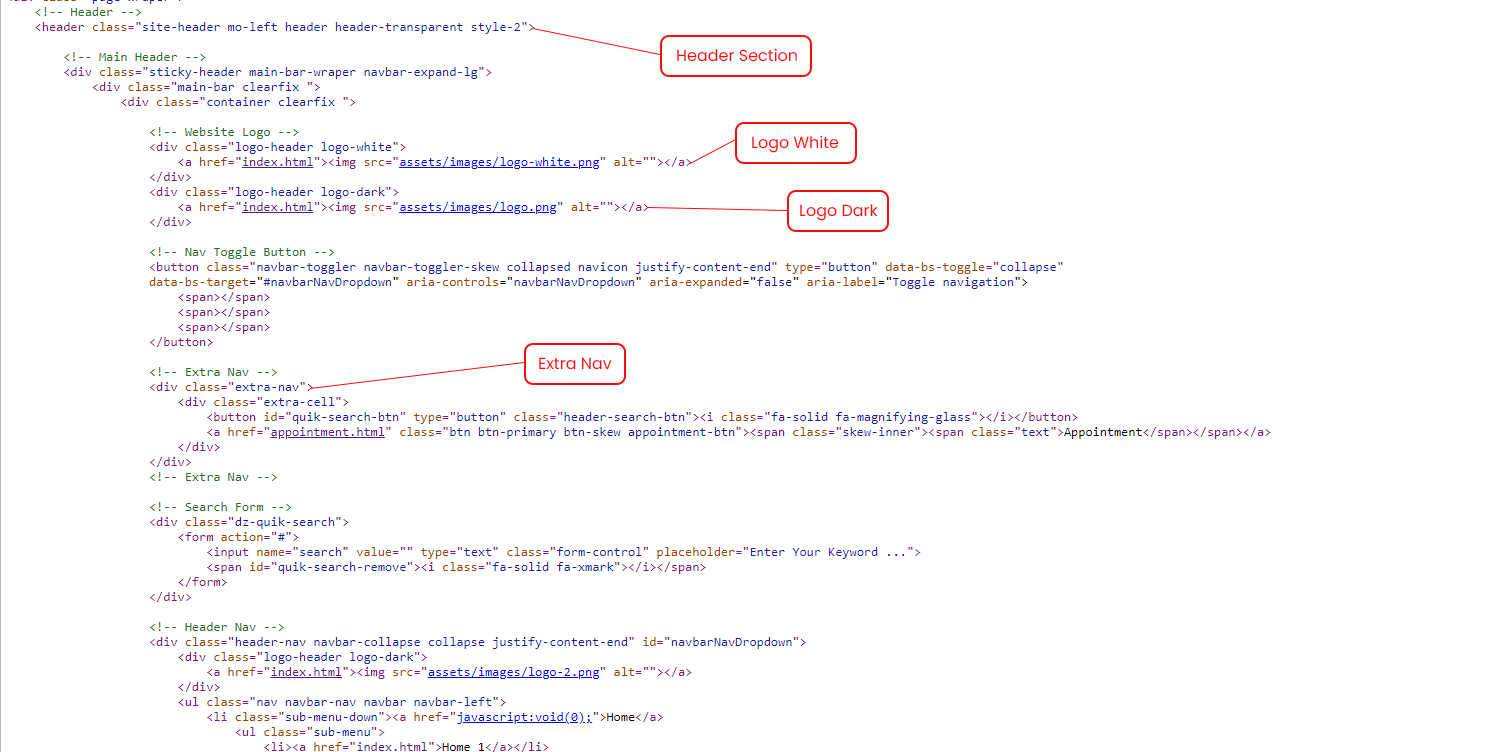 <!-- Header -->
<header class="site-header mo-left header header-transparent style-2">
Header Section
<!-- Main Header -->
<div class="sticky-header main-bar-wraper navbar-expand-lg">
<div class="main-bar clearfix ">
<div class="container clearfix ">
<!-- Website Logo -->
<div class="logo-header logo-white">
Logo White
<a href="index.html"><img src="assets/images/logo-white.png" alt=""></a>
</div>
<div class="logo-header logo-dark">
<a href="index.html"><img src="assets/images/logo.png" alt=""></a>
Logo Dark
</div>
<!-- Nav Toggle Button -->
<button class="navbar-toggler navbar-toggler-skew collapsed navicon justify-content-end" type="button" data-bs-toggle="collapse"
data-bs-target="#navbarNavDropdown" aria-controls="navbarNavDropdown" aria-expanded="false" aria-label="Toggle navigation">
<span></span>
<span></span>
<span></span>
</button>
Extra Nav
<!-- Extra Nav -->
<div class="extra-nav">
<div class="extra-cell">
<button id="quik-search-btn" type="button" class="header-search-btn"><i class="fa-solid fa-magnifying-glass"></i></button>
<a href="appointment.html" class="btn btn-primary btn-skew appointment-btn"><span class="skew-inner"><span class="text">Appointment</span></span></a>
</div>
</div>
<!-- Extra Nav -->
<!-- Search Form -->
<div class="dz-quik-search">
<form action="#">
<input name="search" value="" type="text" class="form-control" placeholder="Enter Your Keyword ...">
<span id="quik-search-remove"><i class="fa-solid fa-xmark"></i></span>
</form>
</div>
<!-- Header Nav -->
<div class="header-nav navbar-collapse collapse justify-content-end" id="navbarNavDropdown">
<div class="logo-header logo-dark">
<a href="index.html"><img src="assets/images/logo-2.png" alt=""></a>
</div>
<ul class="nav navbar-nav navbar navbar-left">
<li class="sub-menu-down"><a href="javascript:void(0);">Home</a>
<ul class="sub-menu">
<li><a href="index.html">Home 1</a></li>